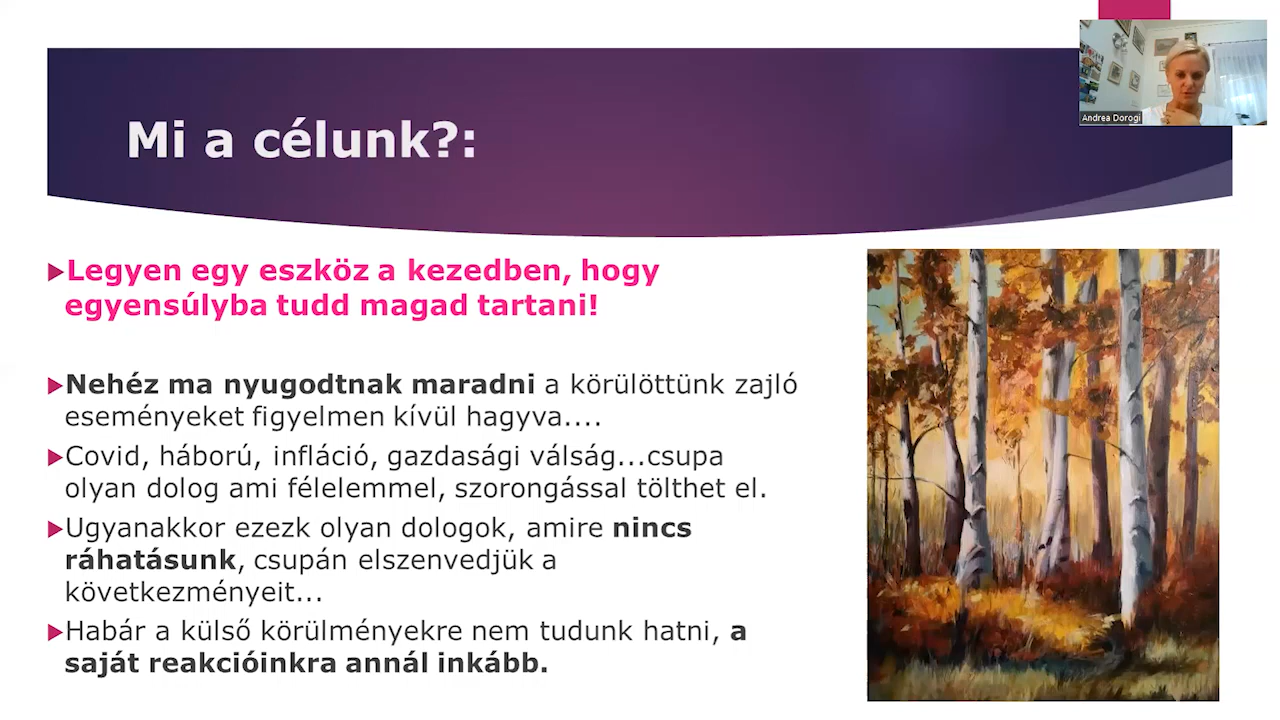 Mi a célunk?:
Andrea Dorogi
Legyen egy eszköz a kezedben, hogy
egyensúlyba tudd magad tartani!
Nehéz ma nyugodtnak maradni a körülöttünk zajló
eseményeket figyelmen kívül hagyva....
Covid, háború, infláció, gazdasági válság...csupa
olyan dolog ami félelemmel, szorongással tölthet el.
Ugyanakkor ezezk olyan dologok, amire nincs
ráhatásunk, csupán elszenvedjük a
következményeit...
Habár a külső körülményekre nem tudunk hatni, a
saját reakcióinkra annál inkább.